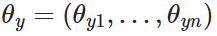 θ_y = (θ_{y1}, …, θ_{yn})